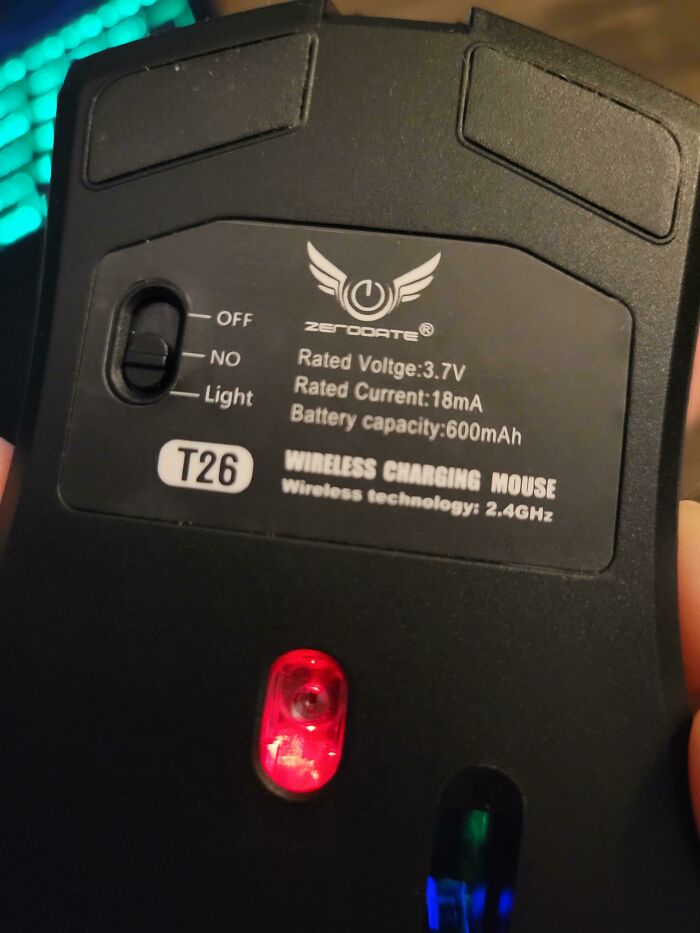 OFF
NO
Light
ZERODATE®
Rated Voltge:3.7V
Rated Current:18mA
Battery capacity:600mAh
T26
WIRELESS CHARGING MOUSE
Wireless technology: 2.4GHz